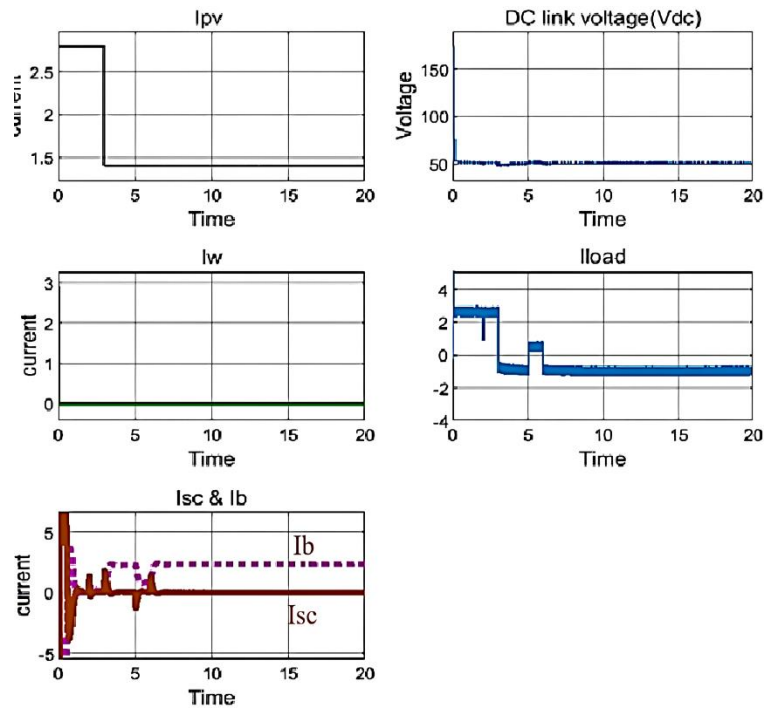 Ipv
current
2.5
2
1.5
0 5 10 15 20
Time
DC link voltage(Vdc)
Voltage
150
100
50
0 5 10 15 20
Time
Iw
current
3
2
1
0
0 5 10 15 20
Time
Iload
4
2
0
-2
-4
0 5 10 15 20
Time
Isc & Ib
current
5
0
-5
Ib
Isc
0 5 10 15 20
Time